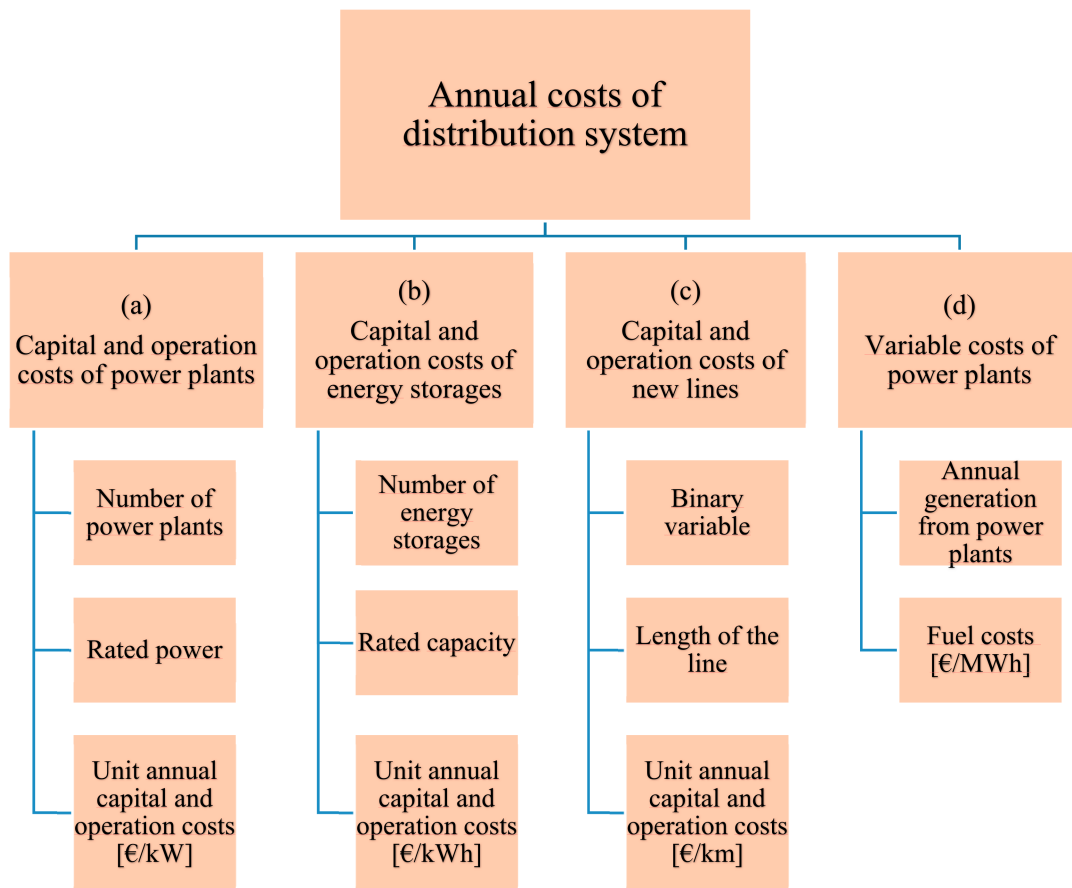 Annual costs of
distribution system
(a)
Capital and operation
costs of power plants
Number of
power plants
Rated power
Unit annual
capital and
operation costs
[€/kW]
(b)
Capital and
operation costs of
energy storages
Number of
energy
storages
Rated capacity
Unit annual
capital and
operation costs
[€/kWh]
(c)
Capital and
operation costs of
new lines
Binary
variable
Length of the
line
Unit annual
capital and
operation costs
[€/km]
(d)
Variable costs of
power plants
Annual
generation
from power
plants
Fuel costs
[€/MWh]